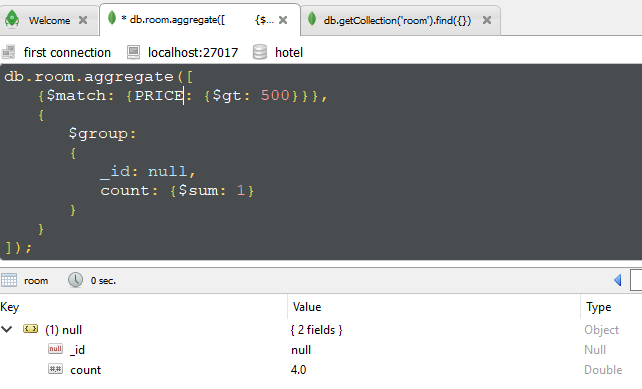 Welcome
* db.room.aggregate([ {$...
db.getCollection('room').find({})
first connection localhost:27017 hotel
db.room.aggregate([
{$match: {PRICE: {$gt: 500}}},
{
$group:
{
_id: null,
count: {$sum: 1}
}
}
]);
room 0 sec.
Key Value Type
(1) null { 2 fields } Object
null _id null Null
#.# count 4.0 Double